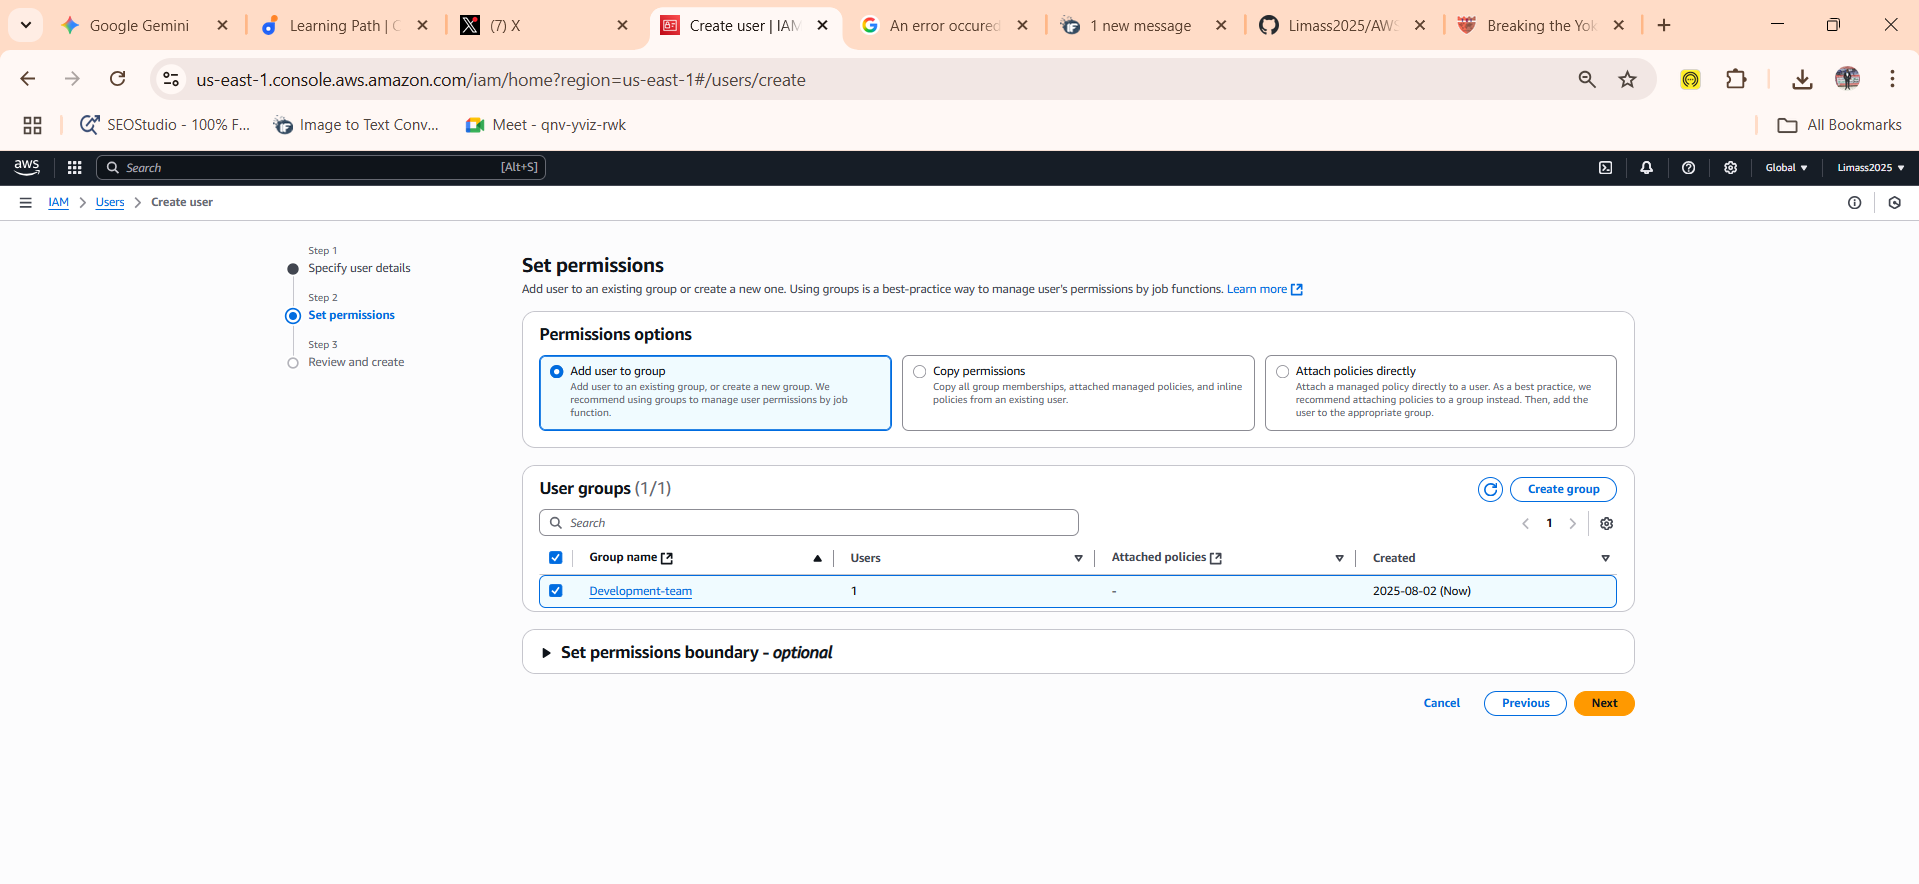 Google Gemini
Learning Path | C
(7) X
Create user | IAM
An error occured
1 new message
Limass2025/AWS
Breaking the Yok
us-east-1.console.aws.amazon.com/iam/home?region=us-east-1#/users/create
SEOStudio - 100% F...
Image to Text Conv...
Meet - qnv-yviz-rwk
All Bookmarks
aws
Search
[Alt+S]
Global
Limass2025
IAM
Users
Create user
Step 1
Specify user details
Step 2
Set permissions
Step 3
Review and create
Set permissions
Add user to an existing group or create a new one. Using groups is a best-practice way to manage user's permissions by job functions. Learn more
Permissions options
Add user to group
Add user to an existing group, or create a new group. We
recommend using groups to manage user permissions by job
function.
Copy permissions
Copy all group memberships, attached managed policies, and inline
policies from an existing user.
Attach policies directly
Attach a managed policy directly to a user. As a best practice, we
recommend attaching policies to a group instead. Then, add the
user to the appropriate group.
User groups (1/1)
Create group
Search
1
Group name
Users
Attached policies
Created
Development-team
1
-
2025-08-02 (Now)
Set permissions boundary - optional
Cancel
Previous
Next